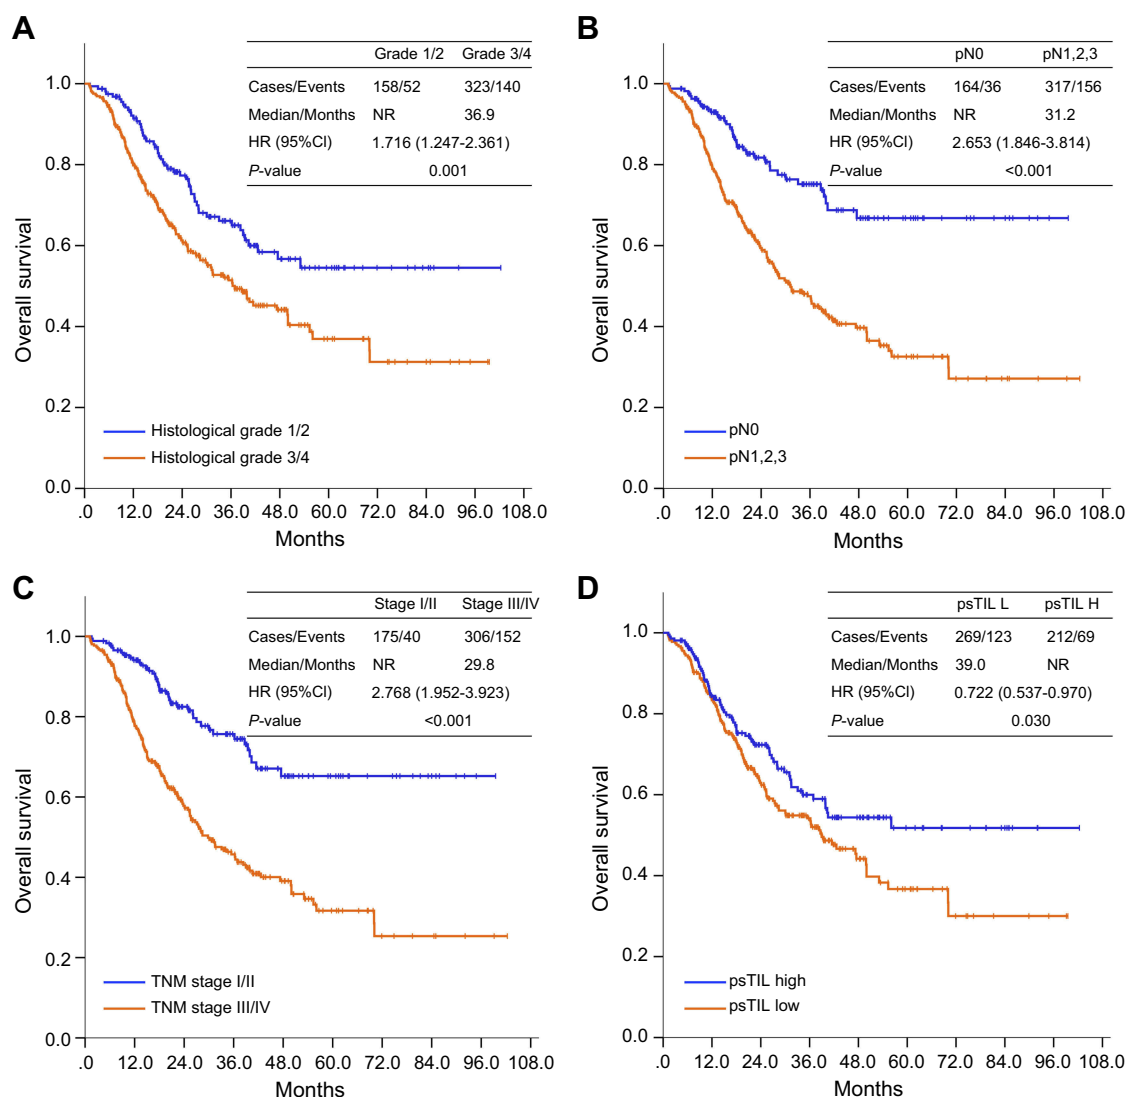 A
Grade 1/2 Grade 3/4
Cases/Events 158/52 323/140
Median/Months NR 36.9
HR (95%CI) 1.716 (1.247-2.361)
P-value 0.001
1.0
0.8
0.6
0.4
0.2
0.0
Overall survival
Histological grade 1/2
Histological grade 3/4
.0 12.0 24.0 36.0 48.0 60.0 72.0 84.0 96.0 108.0
Months
B
pN0 pN1,2,3
Cases/Events 164/36 317/156
Median/Months NR 31.2
HR (95%CI) 2.653 (1.846-3.814)
P-value <0.001
1.0
0.8
0.6
0.4
0.2
0.0
Overall survival
pN0
pN1,2,3
.0 12.0 24.0 36.0 48.0 60.0 72.0 84.0 96.0 108.0
Months
C
Stage I/II Stage III/IV
Cases/Events 175/40 306/152
Median/Months NR 29.8
HR (95%CI) 2.768 (1.952-3.923)
P-value <0.001
1.0
0.8
0.6
0.4
0.2
0.0
Overall survival
TNM stage I/II
TNM stage III/IV
.0 12.0 24.0 36.0 48.0 60.0 72.0 84.0 96.0 108.0
Months
D
psTIL L psTIL H
Cases/Events 269/123 212/69
Median/Months 39.0 NR
HR (95%CI) 0.722 (0.537-0.970)
P-value 0.030
1.0
0.8
0.6
0.4
0.2
0.0
Overall survival
psTIL high
psTIL low
.0 12.0 24.0 36.0 48.0 60.0 72.0 84.0 96.0 108.0
Months